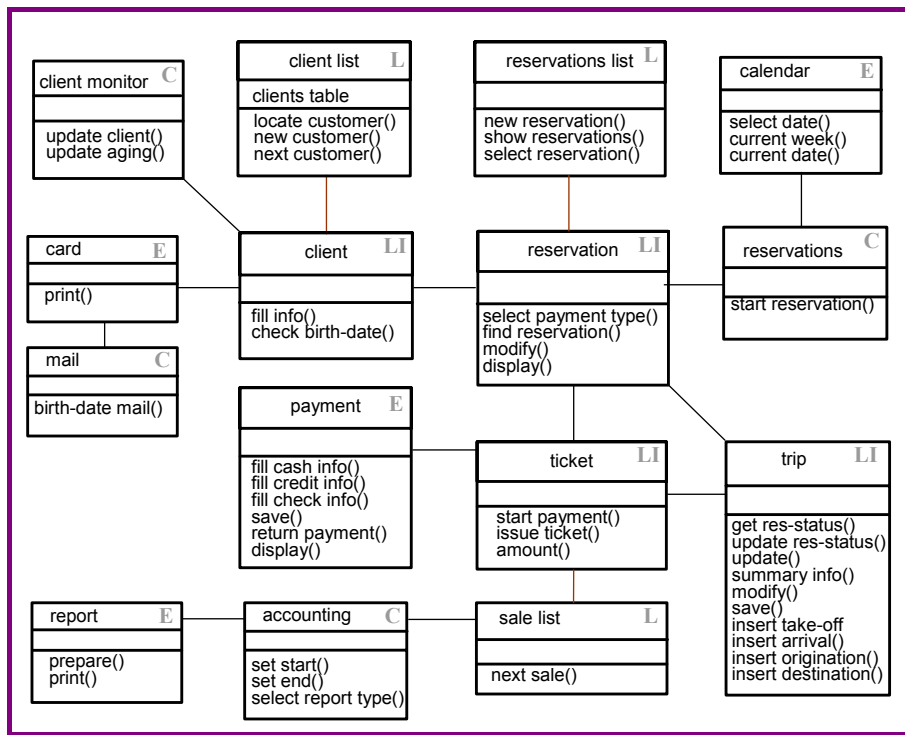 client monitor C
update client()
update aging()
client list L
clients table
locate customer()
new customer()
next customer()
reservations list L
new reservation()
show reservations()
select reservation()
calendar E
select date()
current week()
current date()
card E
print()
client LI
fill info()
check birth-date()
reservation LI
select payment type()
find reservation()
modify()
display()
reservations C
start reservation()
mail C
birth-date mail()
payment E
fill cash info()
fill credit info()
fill check info()
save()
return payment()
display()
ticket LI
start payment()
issue ticket()
amount()
trip LI
get res-status()
update res-status()
update()
summary info()
modify()
save()
insert take-off
insert arrival()
insert origination()
insert destination()
report E
prepare()
print()
accounting C
set start()
set end()
select report type()
sale list L
next sale()